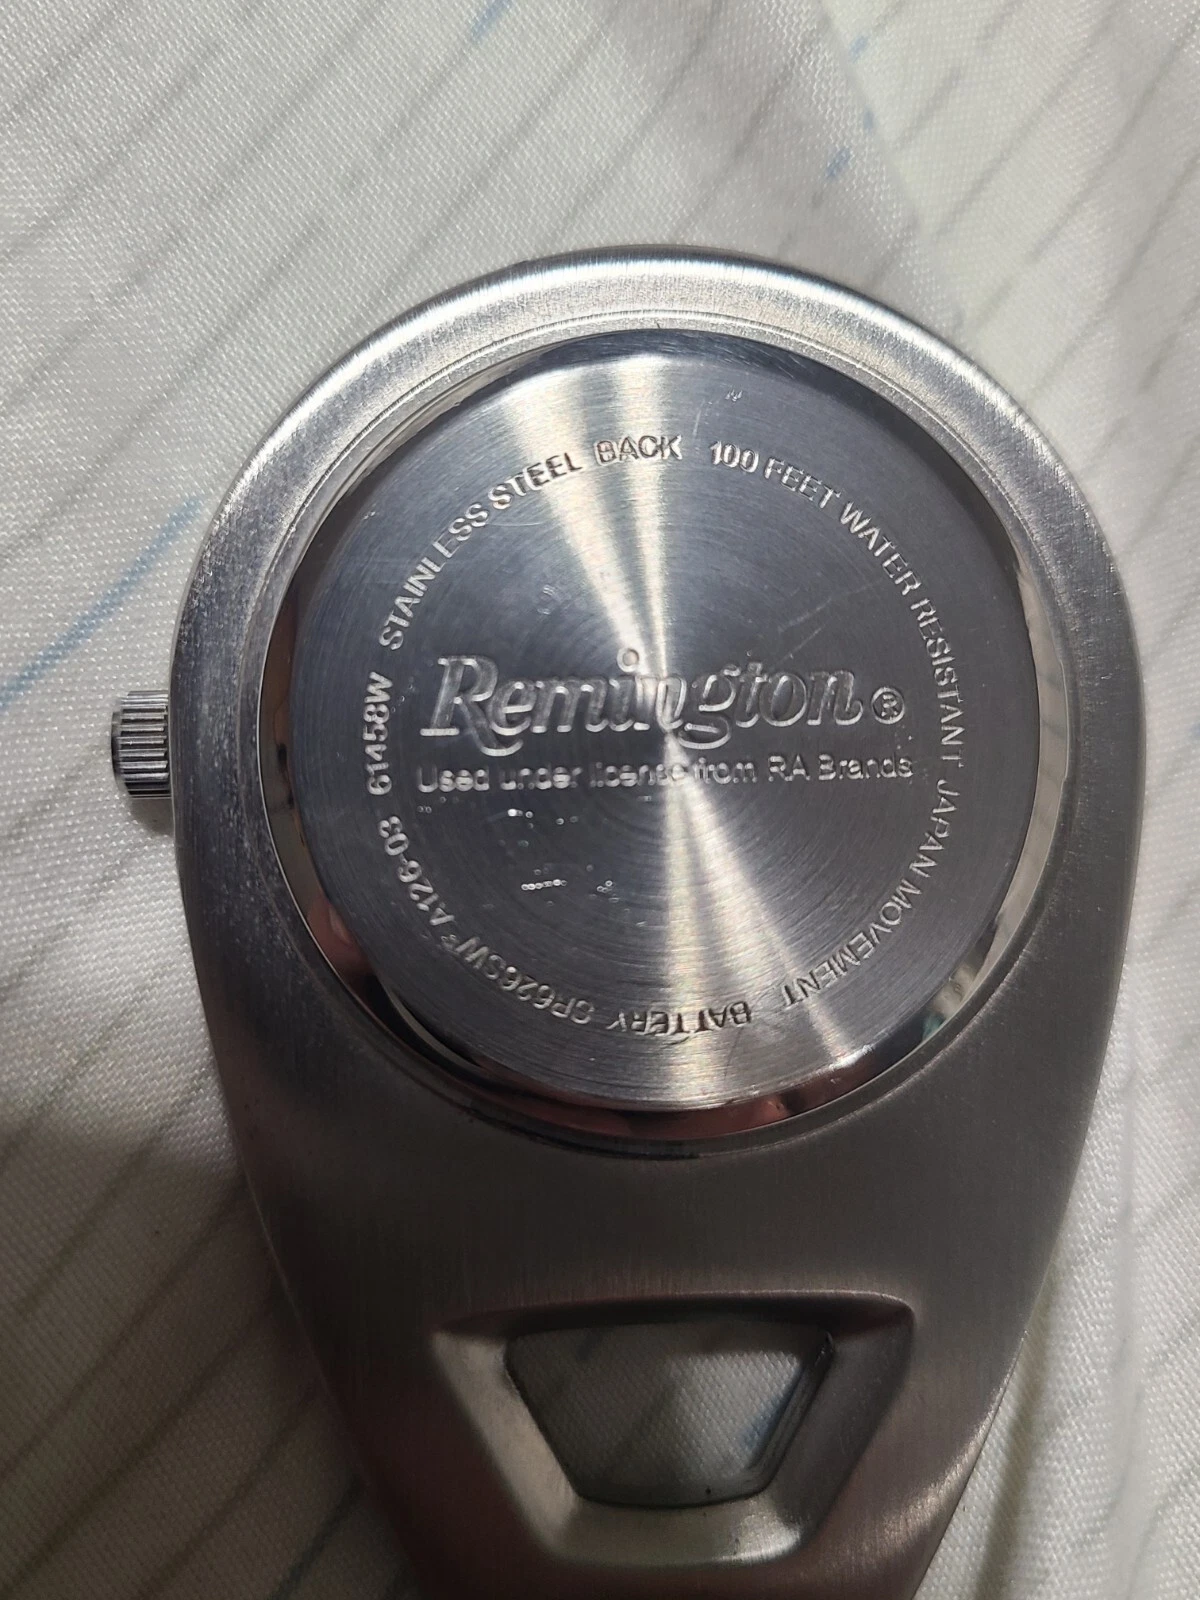 STAINLESS STEEL BACK 100 FEET WATER RESISTANT JAPAN MOVEMENT BATTERY SP626SW* A126-03 61458W
Remington®
Used under license from RA Brands